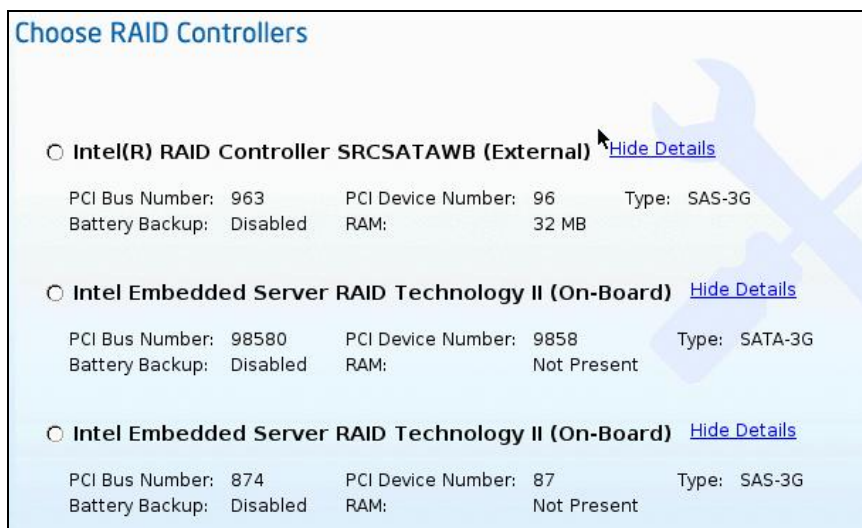 Choose RAID Controllers
Intel(R) RAID Controller SRCSATAWB (External) Hide Details
PCI Bus Number: 963 PCI Device Number: 96 Type: SAS-3G
Battery Backup: Disabled RAM: 32 MB
Intel Embedded Server RAID Technology II (On-Board) Hide Details
PCI Bus Number: 98580 PCI Device Number: 9858 Type: SATA-3G
Battery Backup: Disabled RAM: Not Present
Intel Embedded Server RAID Technology II (On-Board) Hide Details
PCI Bus Number: 874 PCI Device Number: 87 Type: SAS-3G
Battery Backup: Disabled RAM: Not Present